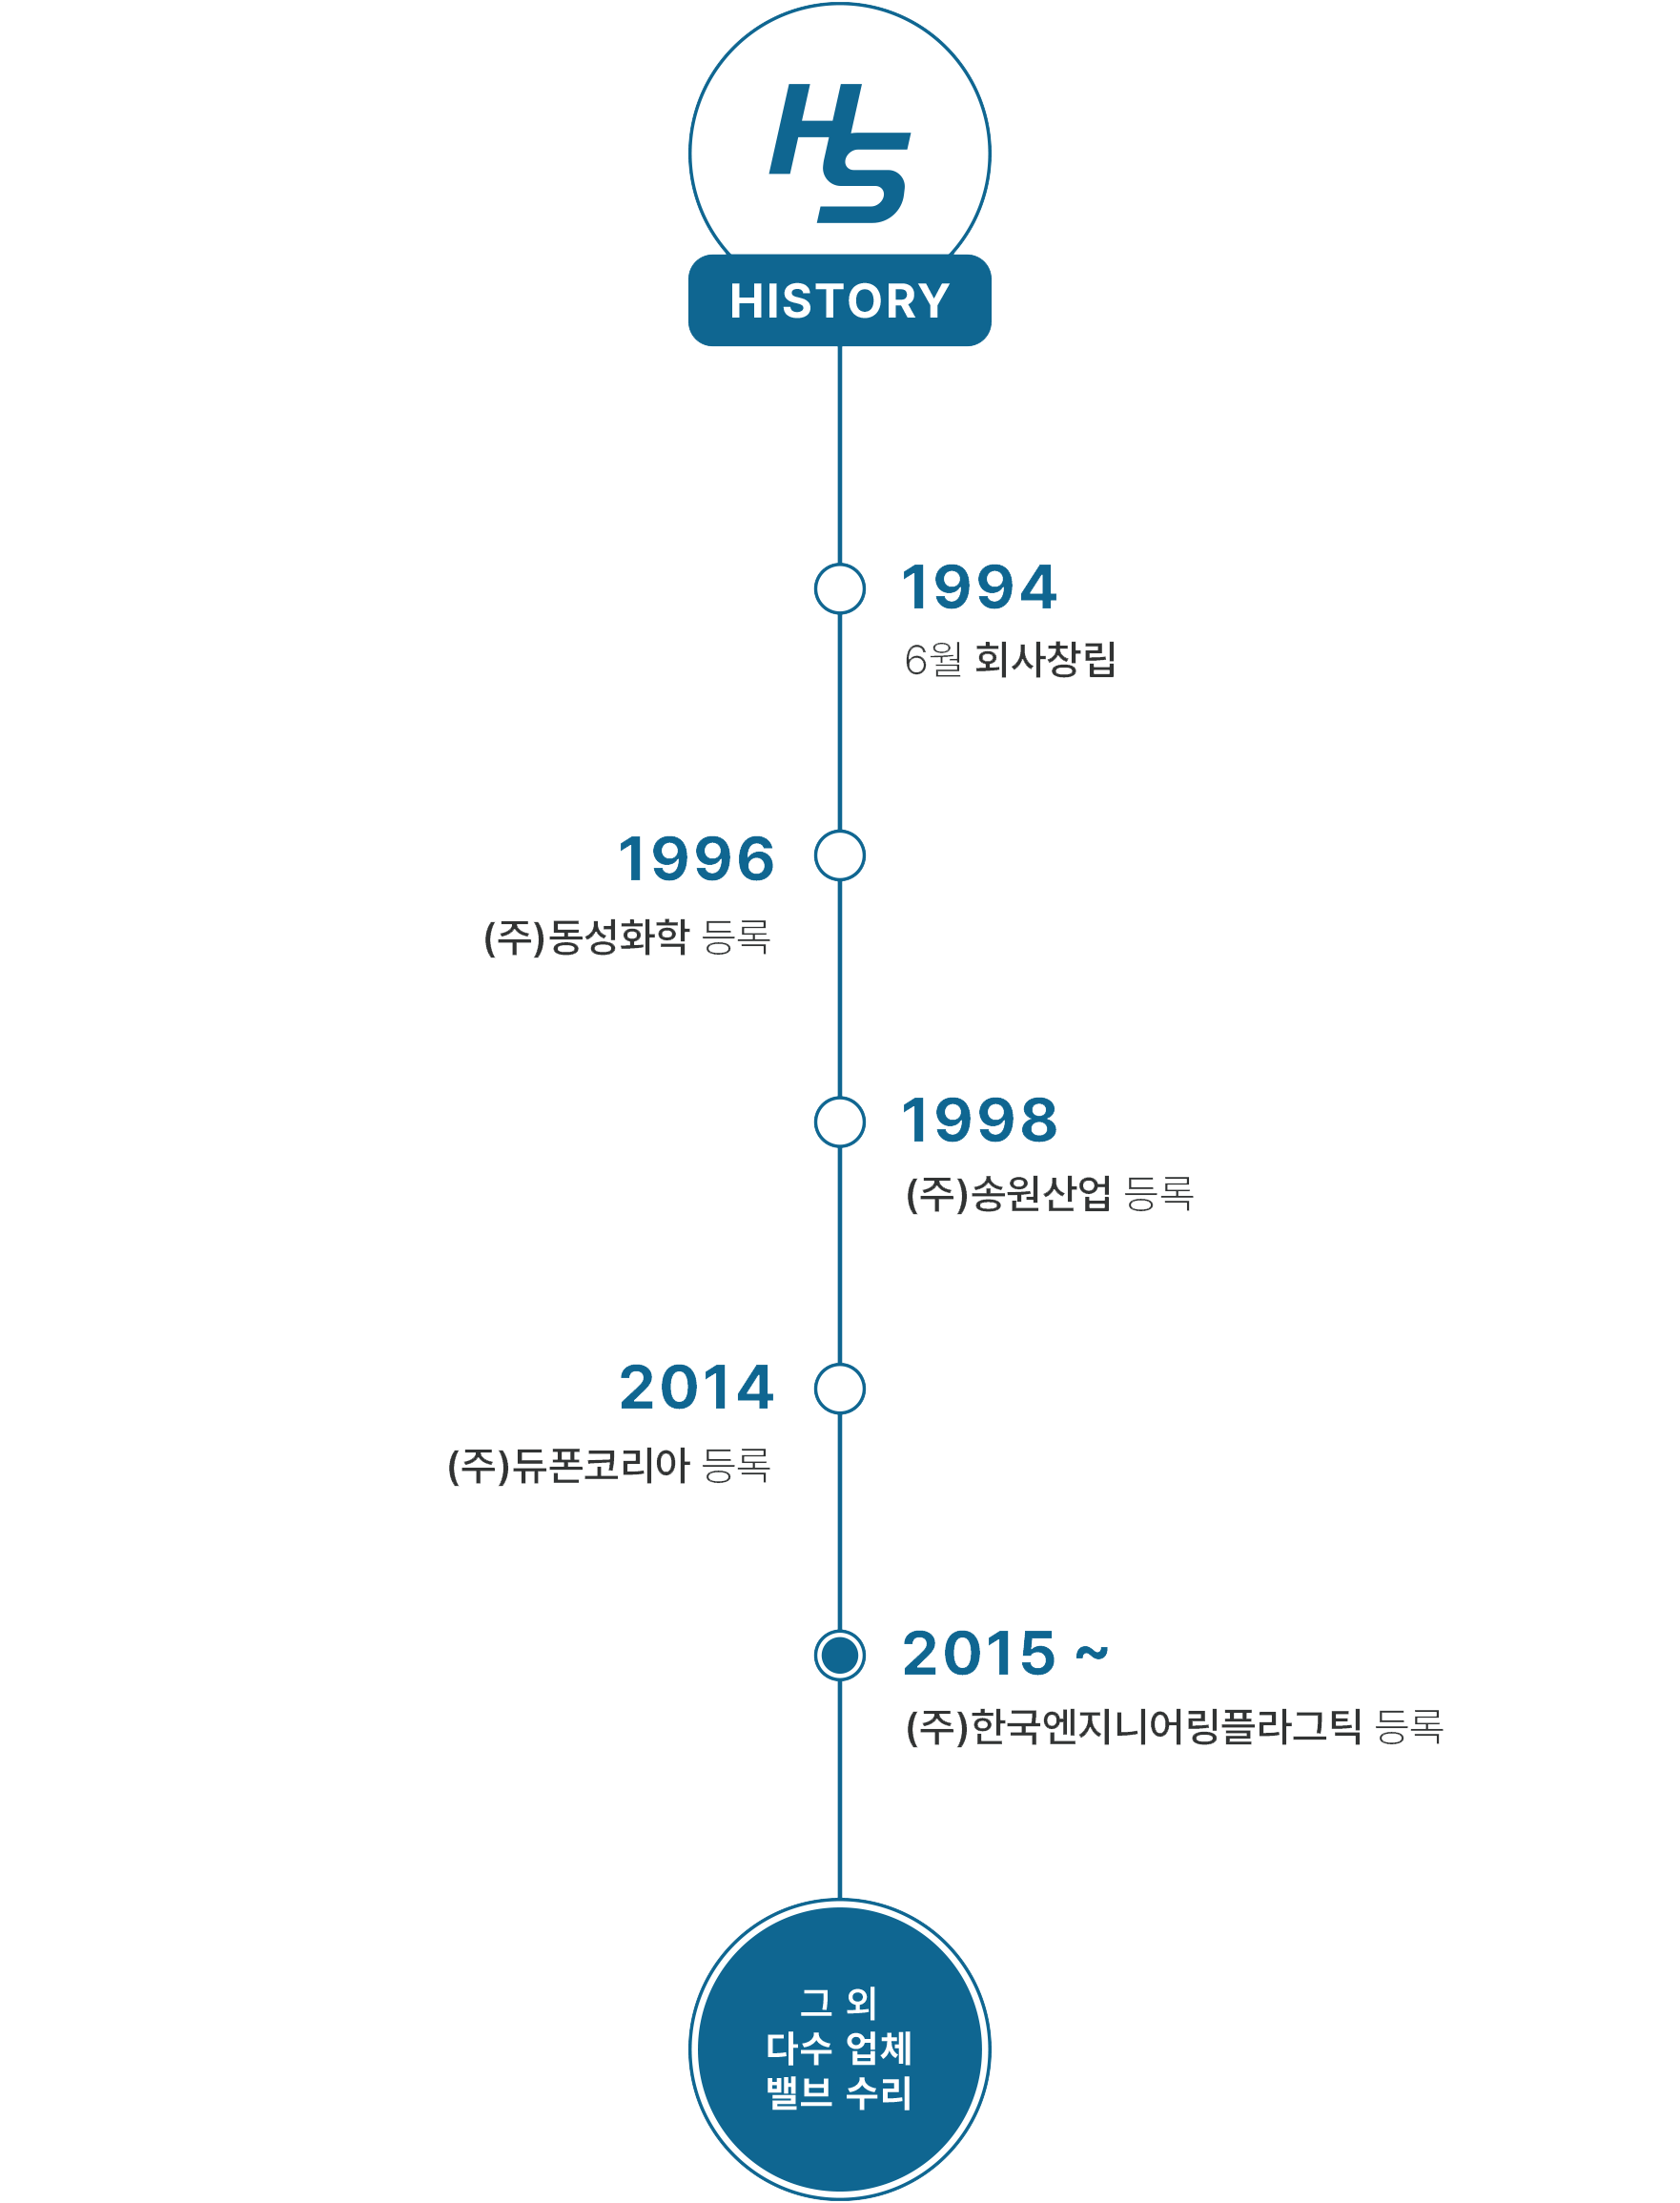 HS
HISTORY
1994
6월 회사창립
1996
(주)동성화학 등록
1998
(주)송원산업 등록
2014
(주)듀폰코리아 등록
2015 ~
(주)한국엔지니어링플라그틱 등록
그 외
다수 업체
밸브 수리